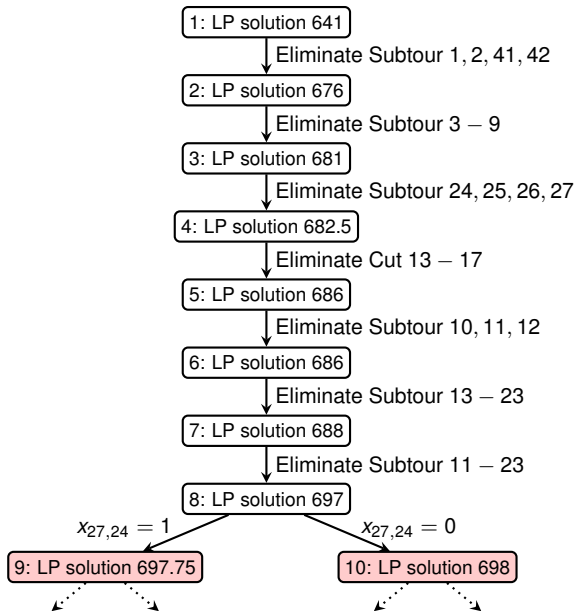 1: LP solution 641
Eliminate Subtour 1, 2, 41, 42
2: LP solution 676
Eliminate Subtour 3 − 9
3: LP solution 681
Eliminate Subtour 24, 25, 26, 27
4: LP solution 682.5
Eliminate Cut 13 − 17
5: LP solution 686
Eliminate Subtour 10, 11, 12
6: LP solution 686
Eliminate Subtour 13 − 23
7: LP solution 688
Eliminate Subtour 11 − 23
8: LP solution 697
x27,24 = 1
x27,24 = 0
9: LP solution 697.75
10: LP solution 698